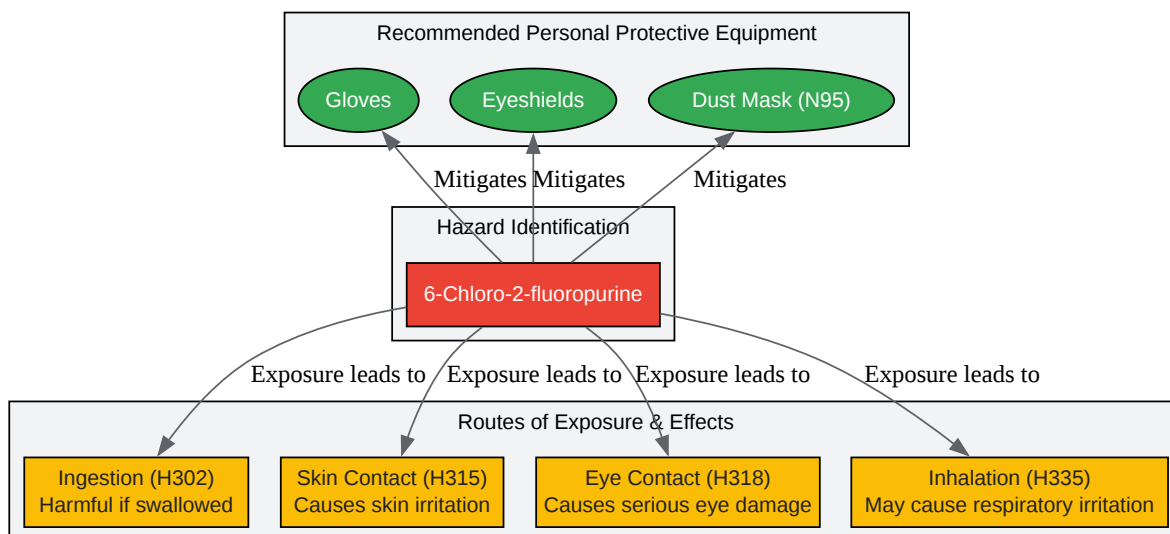 Recommended Personal Protective Equipment
Gloves
Eyeshields
Dust Mask (N95)
Mitigates
Mitigates
Mitigates
Hazard Identification
6-Chloro-2-fluoropurine
Exposure leads to
Exposure leads to
Exposure leads to
Exposure leads to
Routes of Exposure & Effects
Ingestion (H302)
Harmful if swallowed
Skin Contact (H315)
Causes skin irritation
Eye Contact (H318)
Causes serious eye damage
Inhalation (H335)
May cause respiratory irritation